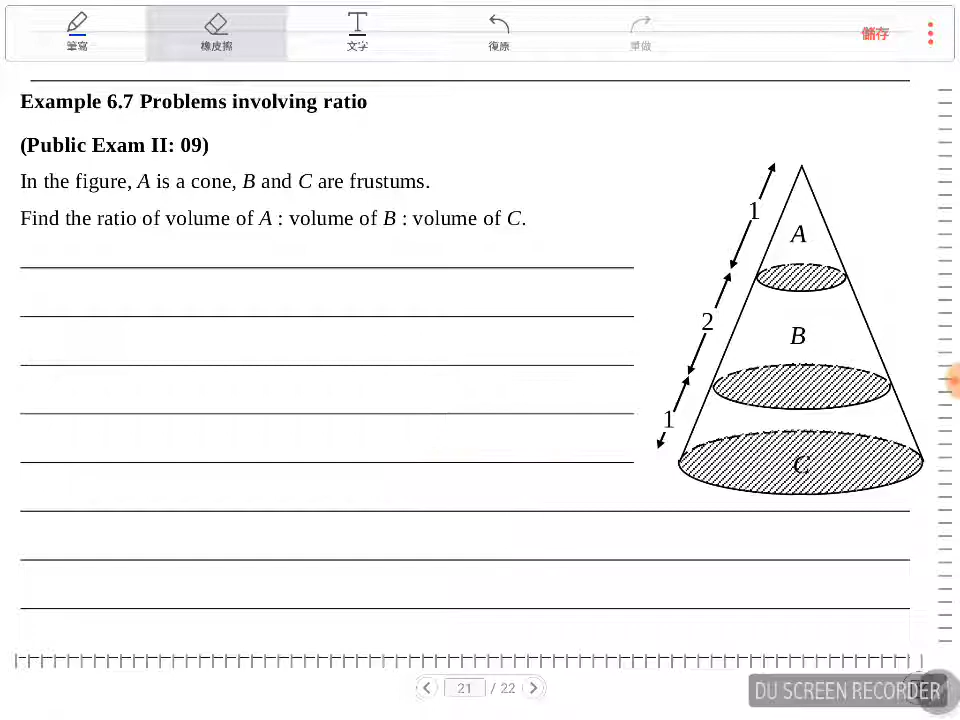 筆寫 橡皮擦 文字 復原 重做 儲存
Example 6.7 Problems involving ratio
(Public Exam II: 09)
In the figure, A is a cone, B and C are frustums.
Find the ratio of volume of A : volume of B : volume of C.
1
A
2
B
1
C
21 / 22
DU SCREEN RECORDER